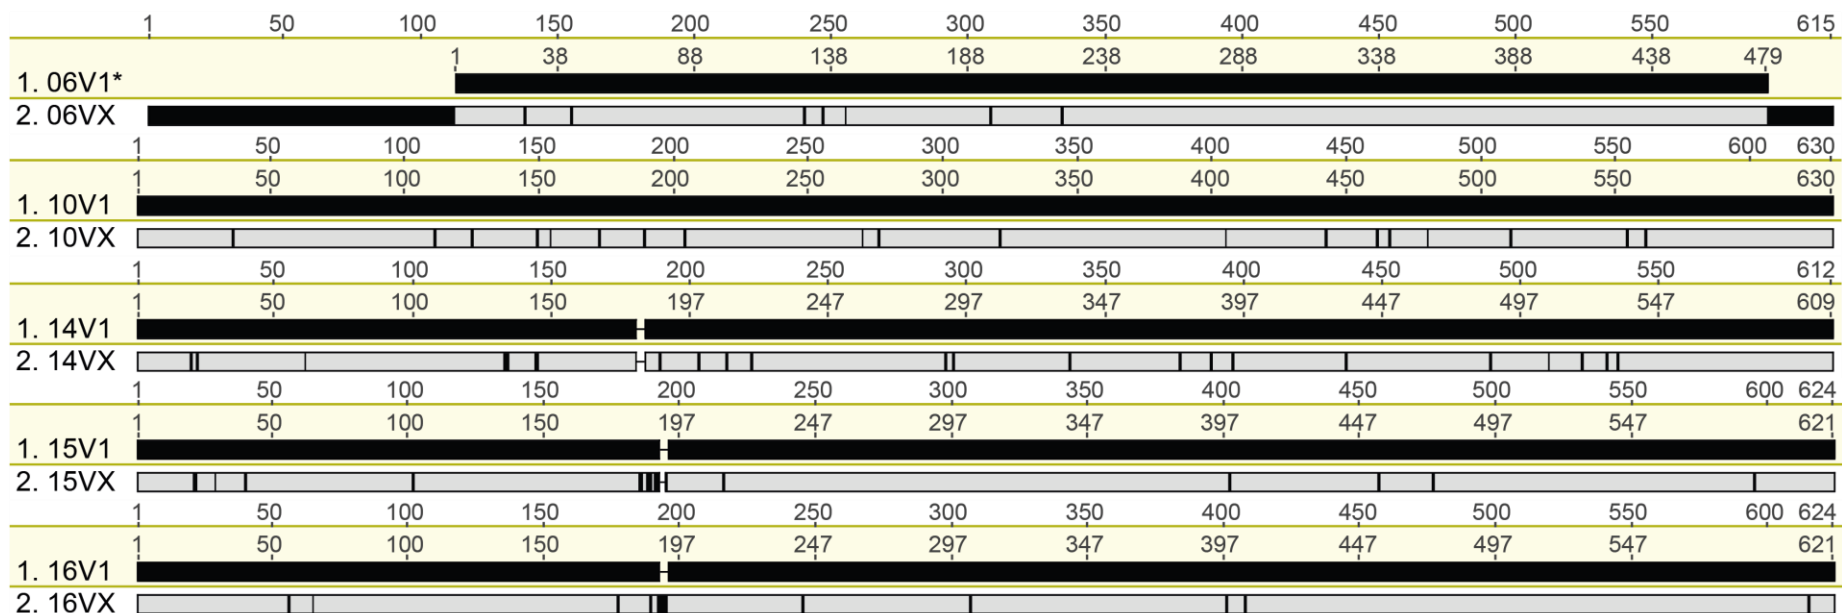 1 50 100 150 200 250 300 350 400 450 500 550 615
1 38 88 138 188 238 288 338 388 438 479
1. 06V1*
2. 06VX
1 50 100 150 200 250 300 350 400 450 500 550 600 630
1 50 100 150 200 250 300 350 400 450 500 550 630
1. 10V1
2. 10VX
1 50 100 150 200 250 300 350 400 450 500 550 612
1 50 100 150 197 247 297 347 397 447 497 547 609
1. 14V1
2. 14VX
1 50 100 150 200 250 300 350 400 450 500 550 600 624
1 50 100 150 197 247 297 347 397 447 497 547 621
1. 15V1
2. 15VX
1 50 100 150 200 250 300 350 400 450 500 550 600 624
1 50 100 150 197 247 297 347 397 447 497 547 621
1. 16V1
2. 16VX